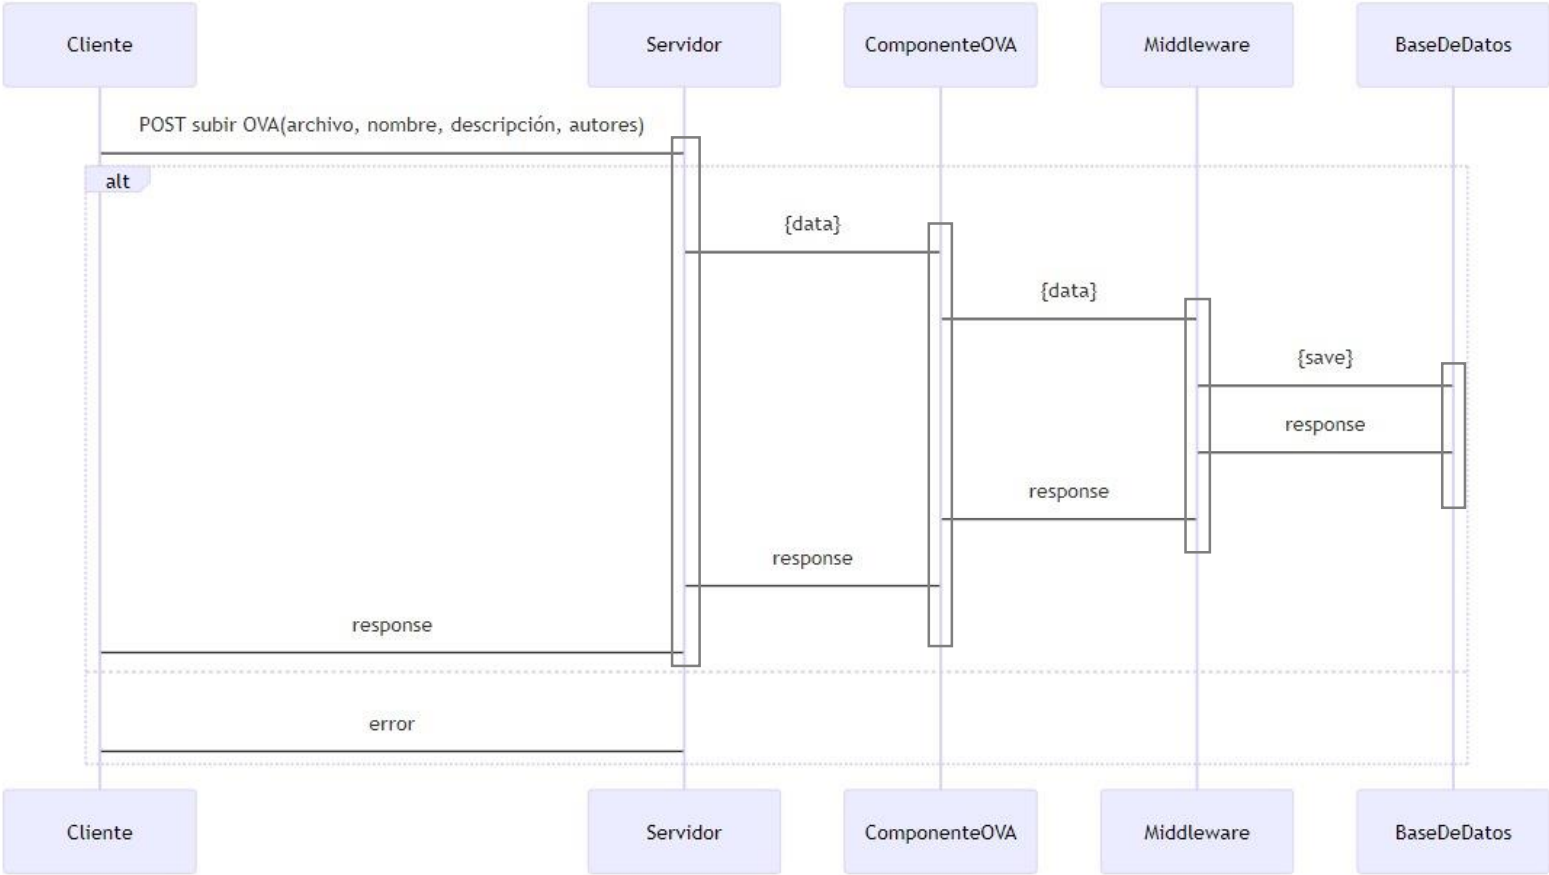 Cliente
Servidor
ComponenteOVA
Middleware
BaseDeDatos
POST subir OVA(archivo, nombre, descripción, autores)
alt
{data}
{data}
{save}
response
response
response
response
error
Cliente
Servidor
ComponenteOVA
Middleware
BaseDeDatos